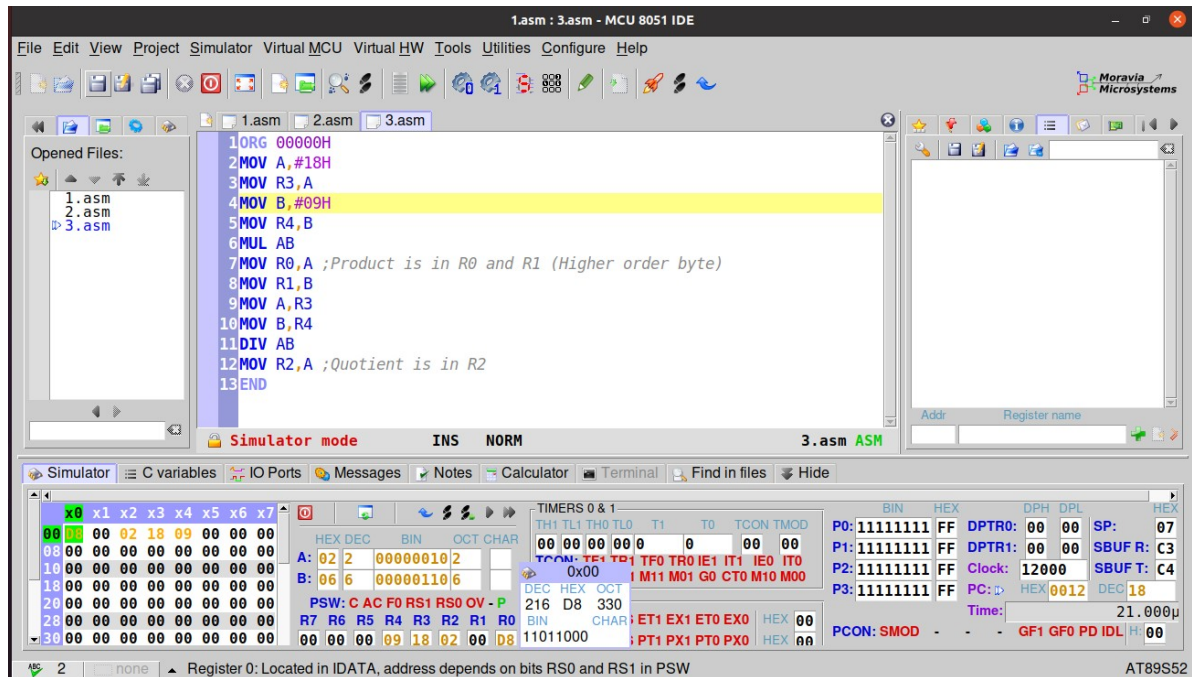 1.asm : 3.asm - MCU 8051 IDE
File Edit View Project Simulator Virtual MCU Virtual HW Tools Utilities Configure Help
Moravia
Microsystems
Opened Files:
1.asm
2.asm
3.asm
1.asm 2.asm 3.asm
1 ORG 00000H
2 MOV A,#18H
3 MOV R3,A
4 MOV B,#09H
5 MOV R4,B
6 MUL AB
7 MOV R0,A ;Product is in R0 and R1 (Higher order byte)
8 MOV R1,B
9 MOV A,R3
10 MOV B,R4
11 DIV AB
12 MOV R2,A ;Quotient is in R2
13 END
Simulator mode INS NORM 3.asm ASM
Addr Register name
Simulator C variables IO Ports Messages Notes Calculator Terminal Find in files Hide
x0 x1 x2 x3 x4 x5 x6 x7
00 D8 00 02 18 09 00 00 00
08 00 00 00 00 00 00 00 00
10 00 00 00 00 00 00 00 00
18 00 00 00 00 00 00 00 00
20 00 00 00 00 00 00 00 00
28 00 00 00 00 00 00 00 00
30 00 00 00 00 00 00 00 00
HEX DEC BIN OCT CHAR
A: 02 2 00000010 2
B: 06 6 00000110 6
PSW: C AC F0 RS1 RS0 OV - P
R7 R6 R5 R4 R3 R2 R1 R0
00 00 00 09 18 02 00 D8
TIMERS 0 & 1
TH1 TL1 TH0 TL0 T1 T0 TCON TMOD
00 00 00 00 0 0 00 00
TCON: TF1 TR1 TF0 TR0 IE1 IT1 IE0 IT0
M11 M01 G0 CT0 M10 M00
0x00
DEC HEX OCT
216 D8 330
BIN CHAR
11011000
ET1 EX1 ET0 EX0 HEX 00
PT1 PX1 PT0 PX0 HEX 00
BIN HEX DPH DPL HEX
P0: 11111111 FF DPTR0: 00 00 SP: 07
P1: 11111111 FF DPTR1: 00 00 SBUF R: C3
P2: 11111111 FF Clock: 12000 SBUF T: C4
P3: 11111111 FF PC: HEX 0012 DEC 18
Time: 21.000µ
PCON: SMOD - - - GF1 GF0 PD IDL H: 00
ABC 2 none Register 0: Located in IDATA, address depends on bits RS0 and RS1 in PSW AT89S52